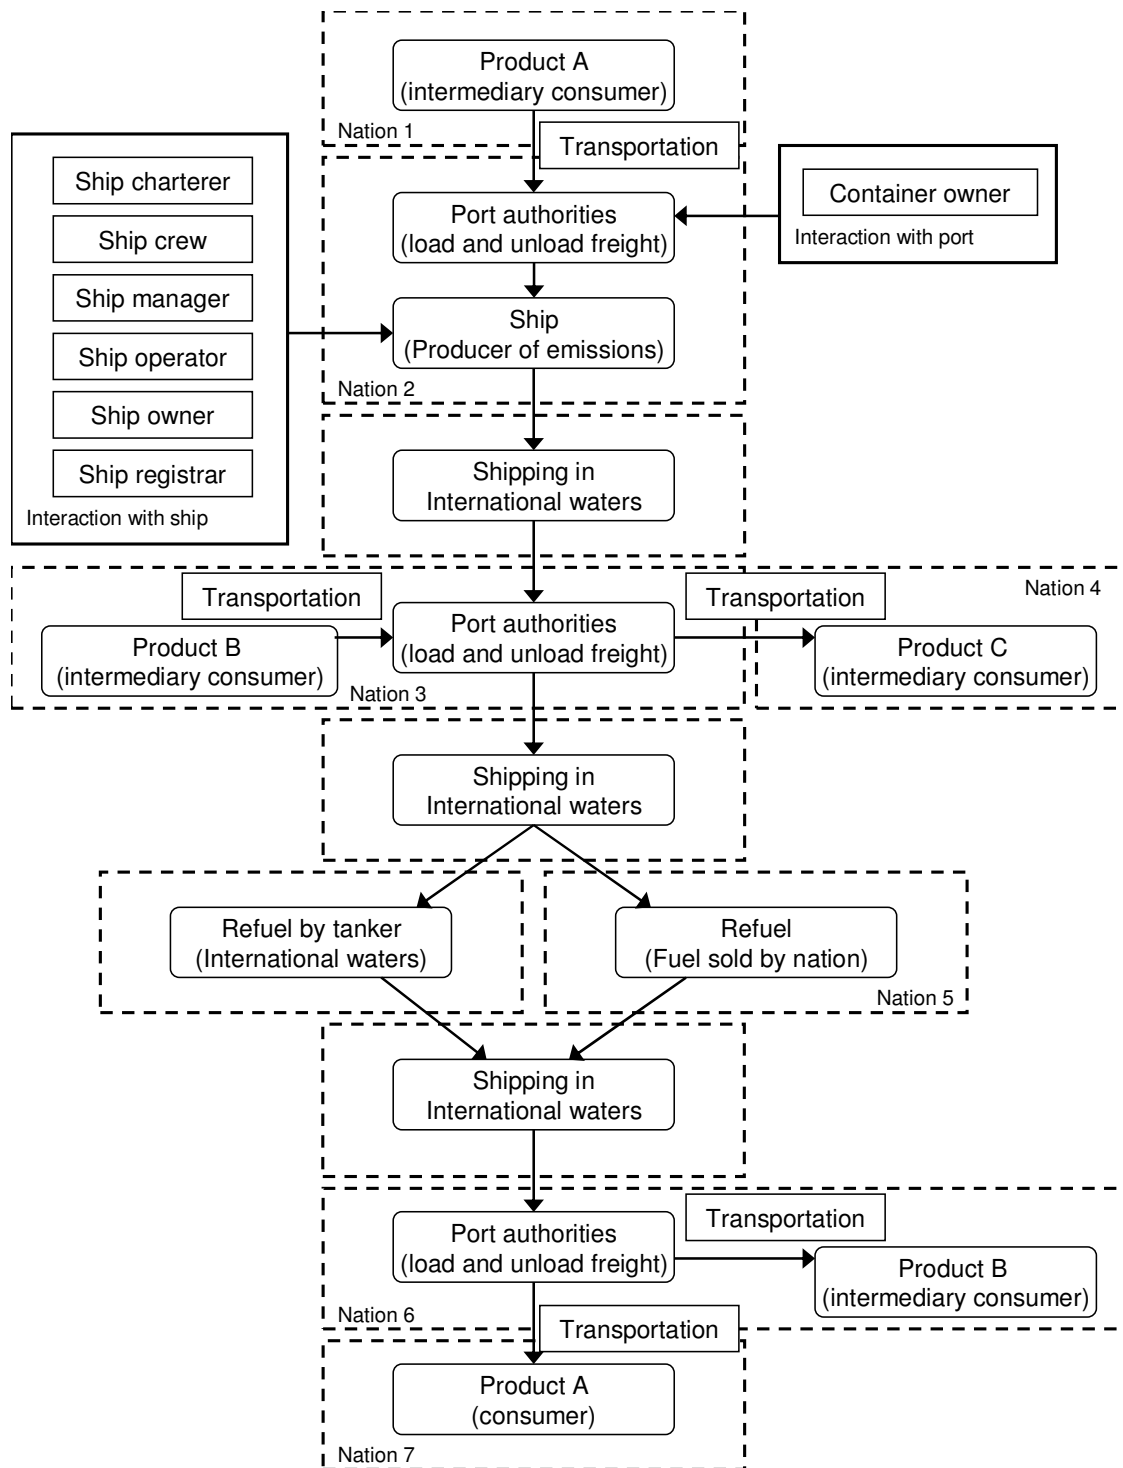 Product A
(intermediary consumer)
Nation 1
Transportation
Ship charterer
Ship crew
Ship manager
Ship operator
Ship owner
Ship registrar
Interaction with ship
Port authorities
(load and unload freight)
Container owner
Interaction with port
Ship
(Producer of emissions)
Nation 2
Shipping in
International waters
Transportation
Transportation
Nation 4
Product B
(intermediary consumer)
Port authorities
(load and unload freight)
Product C
(intermediary consumer)
Nation 3
Shipping in
International waters
Refuel by tanker
(International waters)
Refuel
(Fuel sold by nation)
Nation 5
Shipping in
International waters
Port authorities
(load and unload freight)
Transportation
Product B
(intermediary consumer)
Nation 6
Transportation
Product A
(consumer)
Nation 7